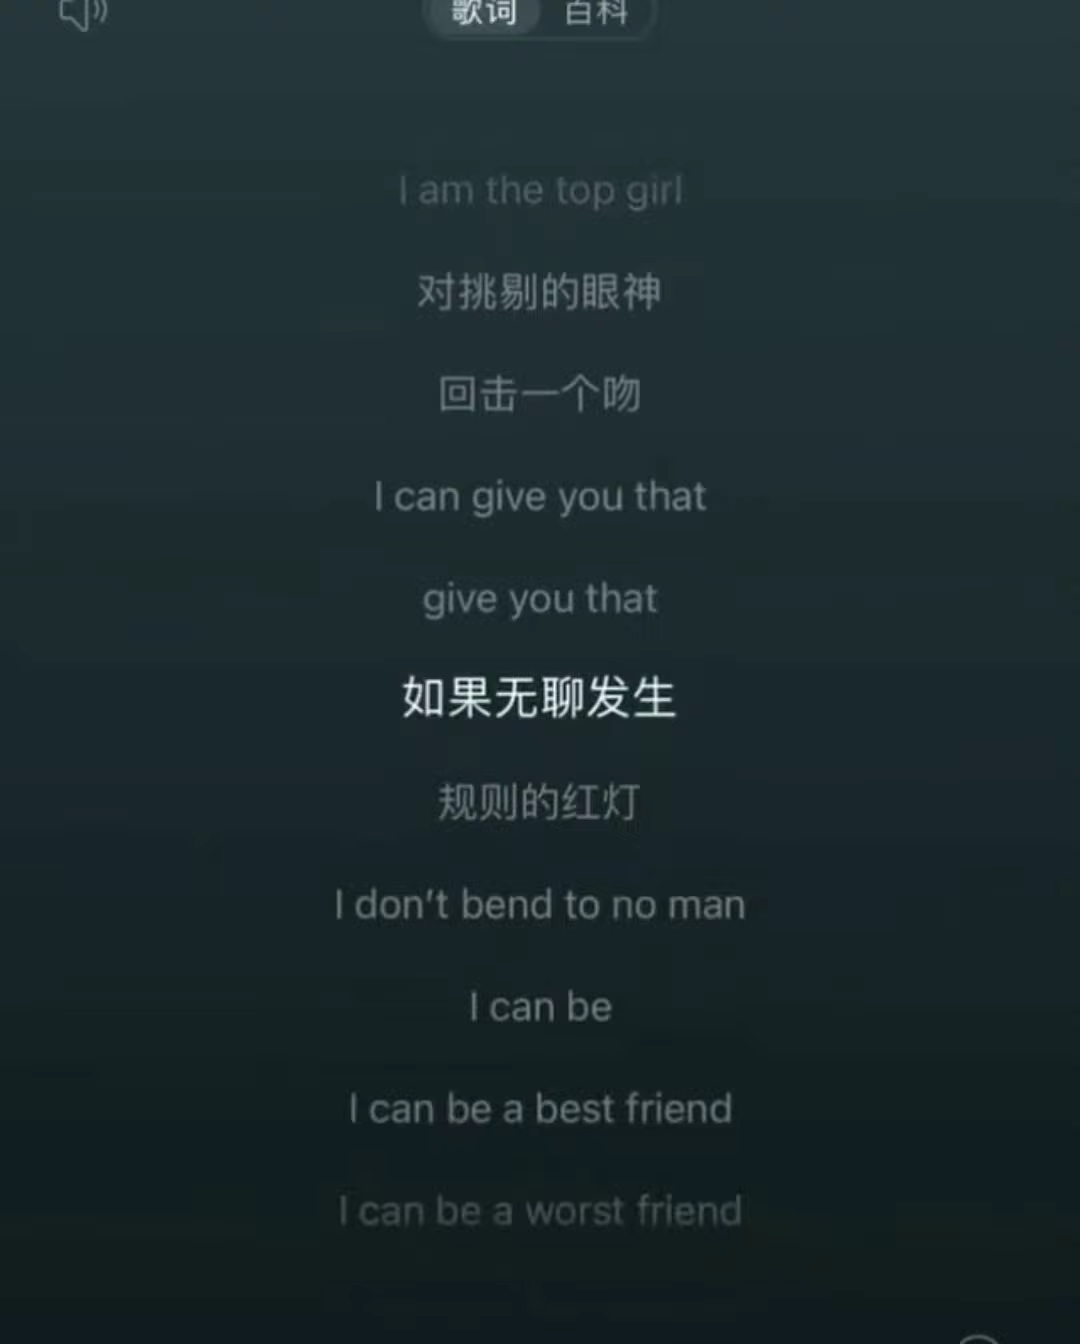 歌词 百科
I am the top girl
对挑剔的眼神
回击一个吻
I can give you that
give you that
如果无聊发生
规则的红灯
I don't bend to no man
I can be
I can be a best friend
I can be a worst friend